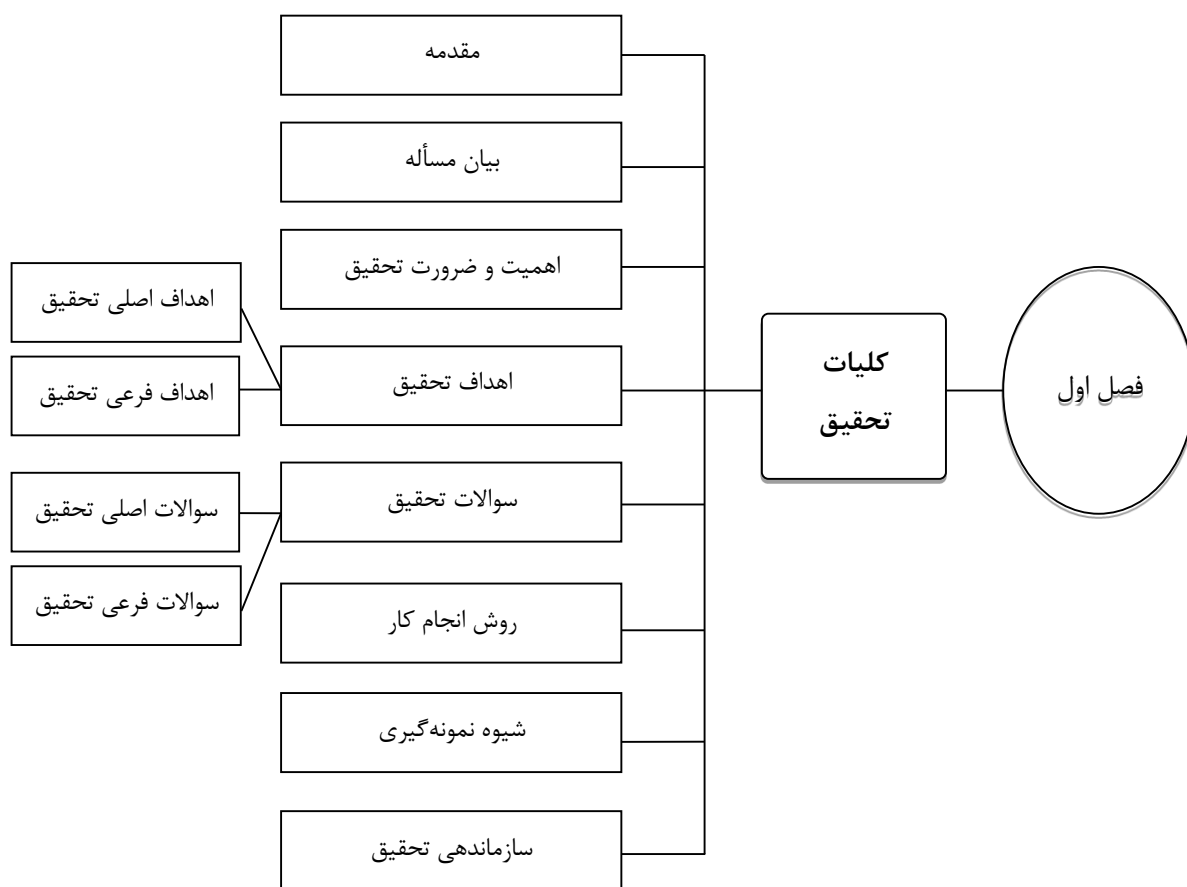 فصل اول
کلیات
تحقیق
مقدمه
بیان مسأله
اهمیت و ضرورت تحقیق
اهداف تحقیق
اهداف اصلی تحقیق
اهداف فرعی تحقیق
سوالات تحقیق
سوالات اصلی تحقیق
سوالات فرعی تحقیق
روش انجام کار
شیوه نمونه‌گیری
سازماندهی تحقیق